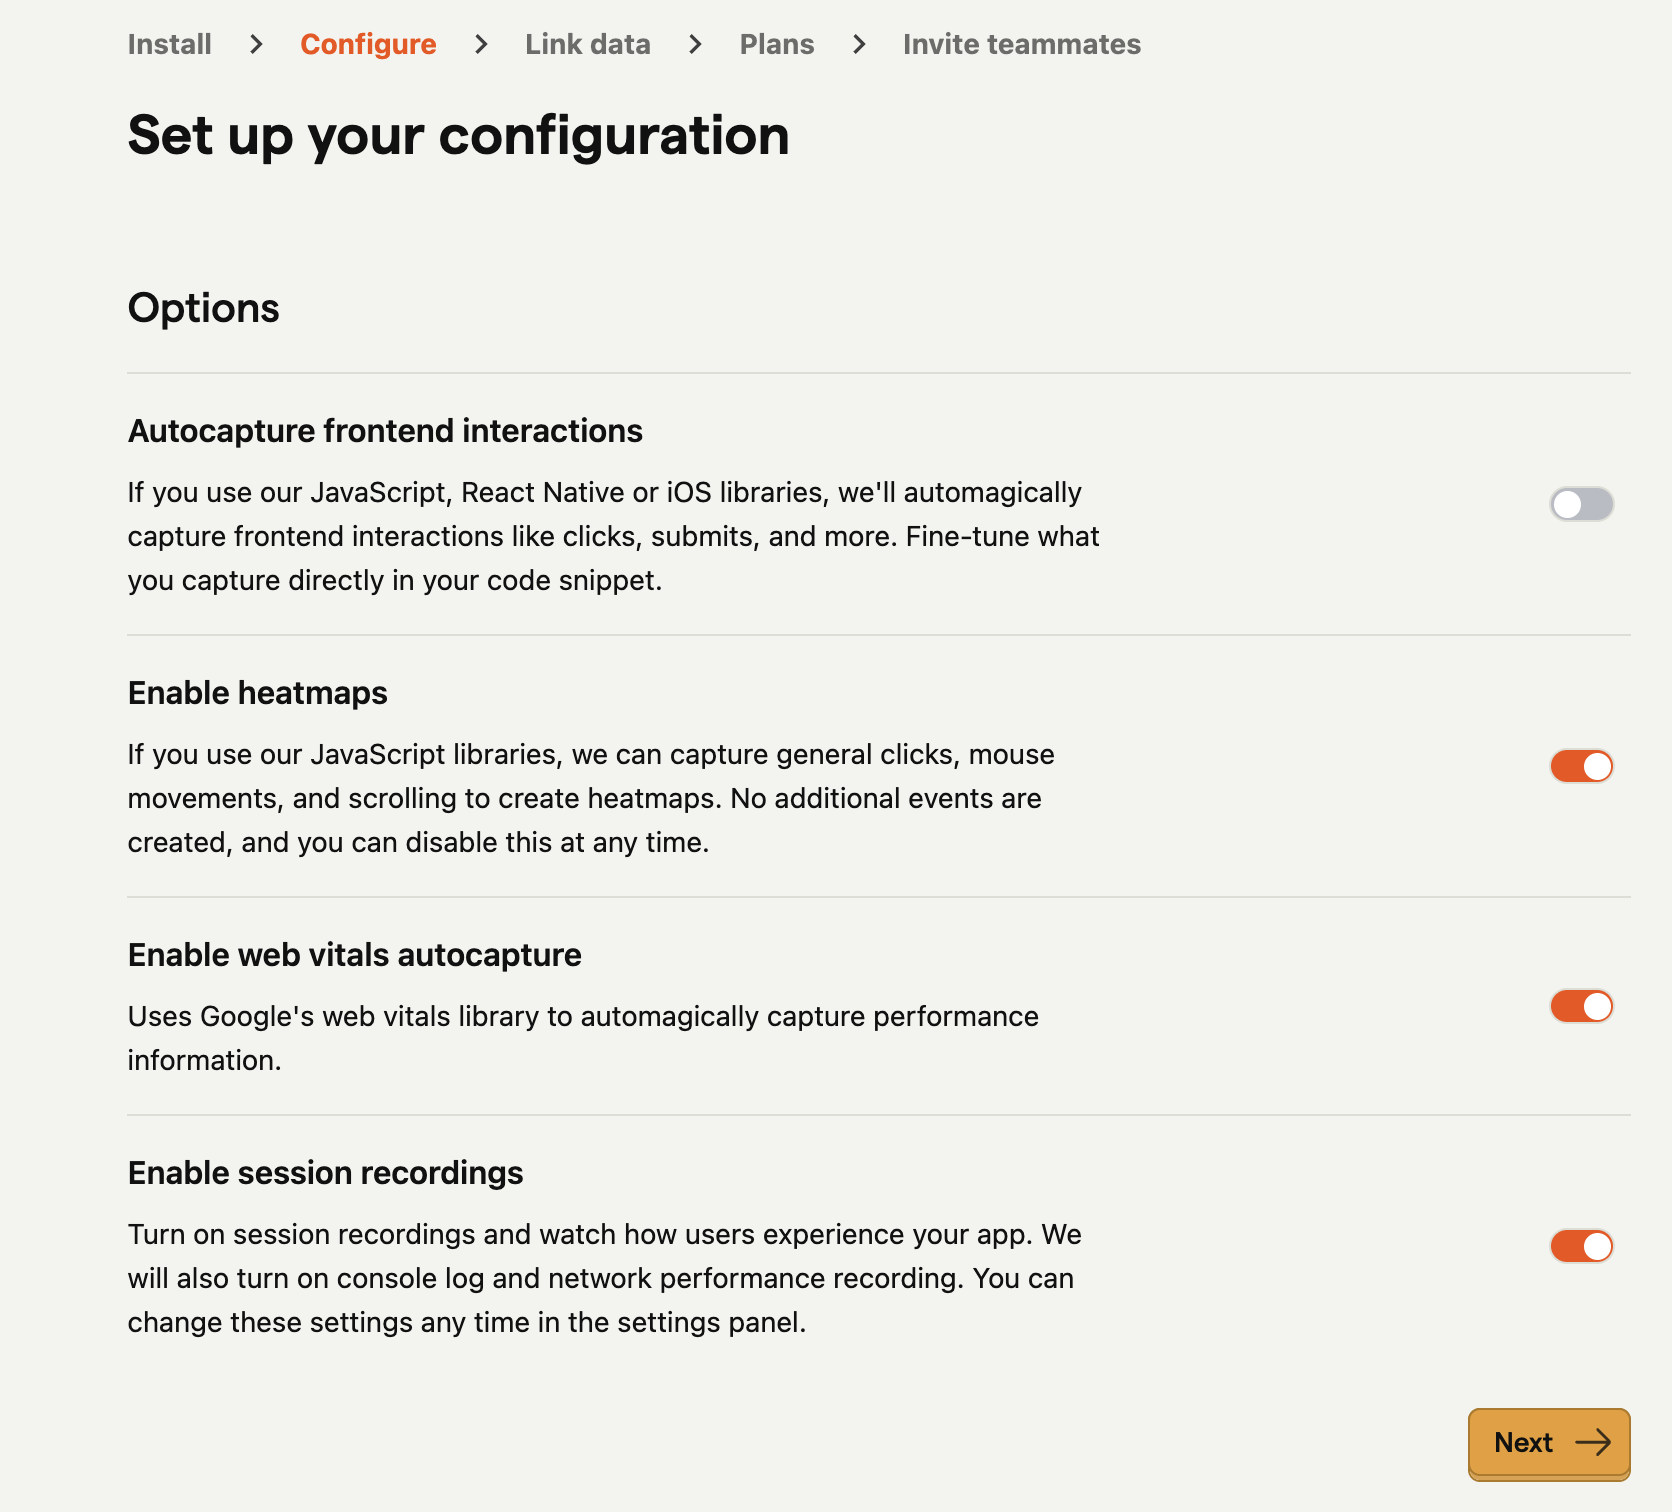 Install > Configure > Link data > Plans > Invite teammates
Set up your configuration
Options
Autocapture frontend interactions
If you use our JavaScript, React Native or iOS libraries, we'll automagically
capture frontend interactions like clicks, submits, and more. Fine-tune what
you capture directly in your code snippet.
Enable heatmaps
If you use our JavaScript libraries, we can capture general clicks, mouse
movements, and scrolling to create heatmaps. No additional events are
created, and you can disable this at any time.
Enable web vitals autocapture
Uses Google's web vitals library to automagically capture performance
information.
Enable session recordings
Turn on session recordings and watch how users experience your app. We
will also turn on console log and network performance recording. You can
change these settings any time in the settings panel.
Next